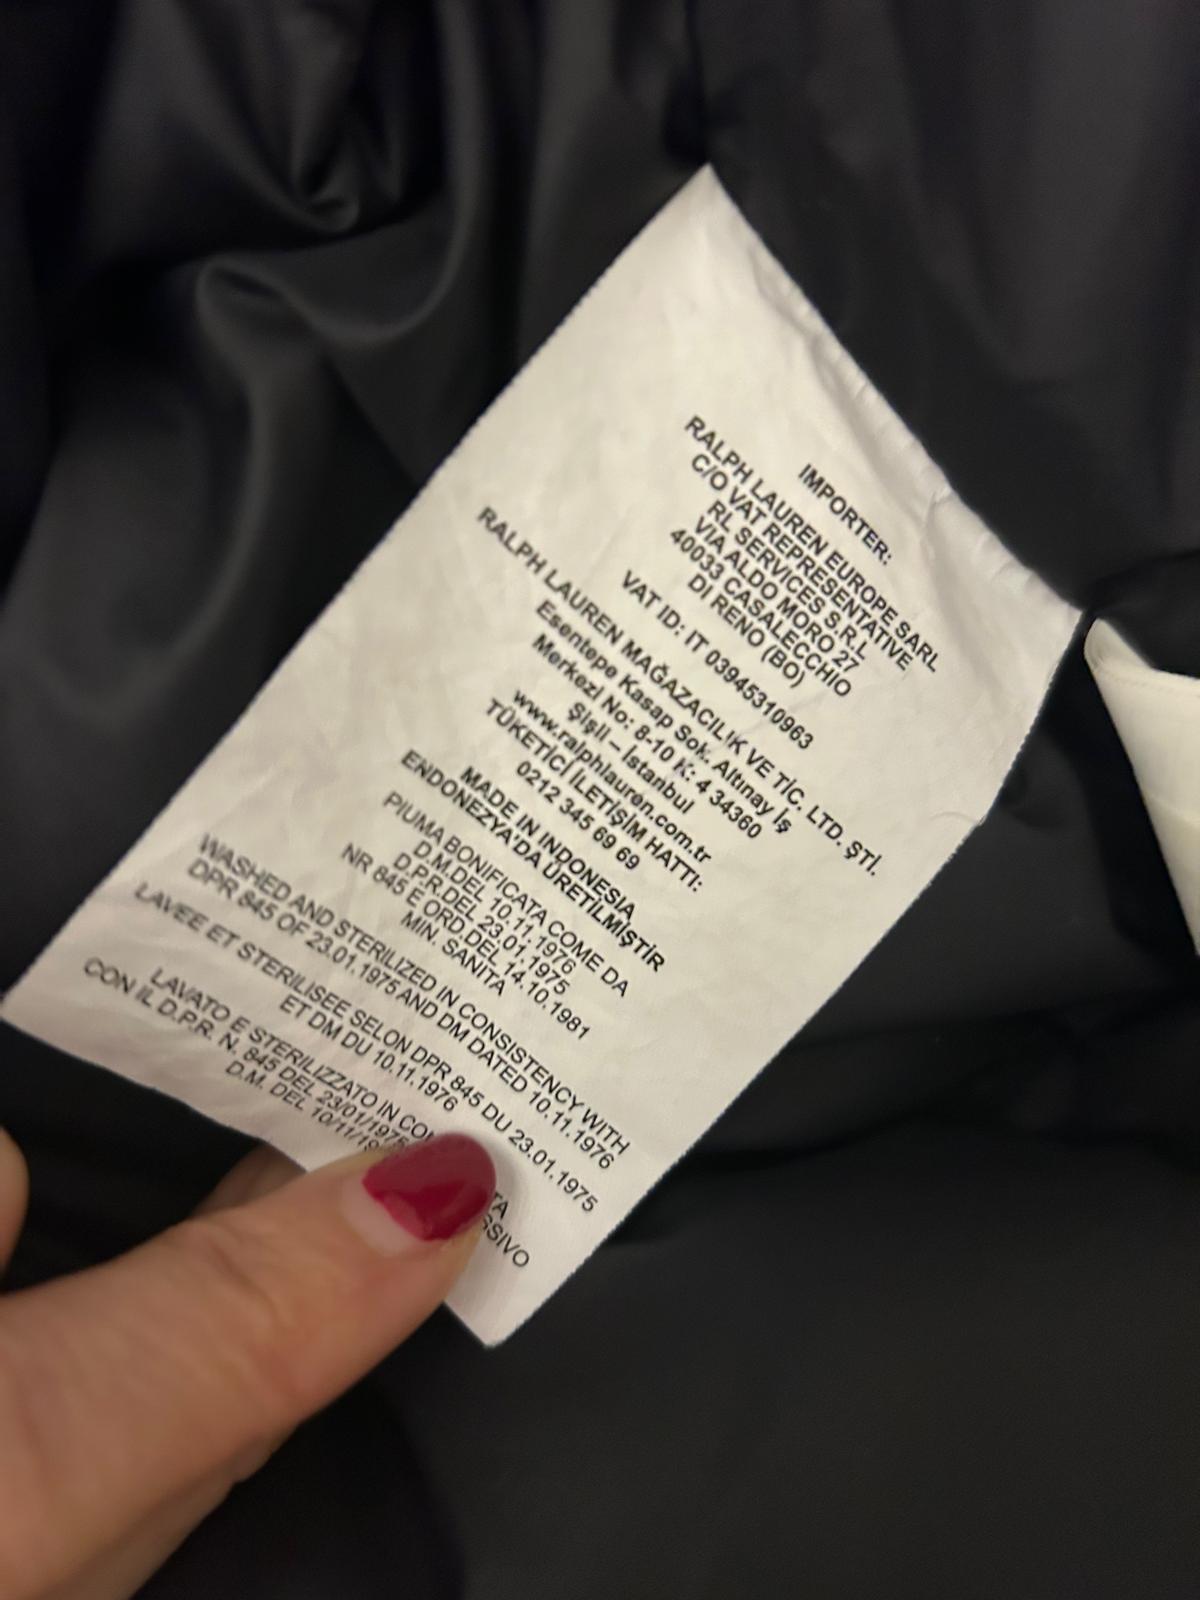 IMPORTER:
RALPH LAUREN EUROPE SARL
C/O VAT REPRESENTATIVE
RL SERVICES S.R.L
VIA ALDO MORO 27
40033 CASALECCHIO
DI RENO (BO)
VAT ID: IT 03945310963
RALPH LAUREN MAĞAZACILIK VE TİC. LTD. ŞTİ.
Esentepe Kasap Sok. Altınay İş
Merkezi No: 8-10 K: 4 34360
Şişli – İstanbul
www.ralphlauren.com.tr
TÜKETİCİ İLETİŞİM HATTI:
0212 345 69 69
MADE IN INDONESIA
ENDONEZYA'DA ÜRETİLMİŞTİR
PIUMA BONIFICATA COME DA
D.M.DEL 10.11.1976
D.P.R.DEL 23.01.1975
NR 845 E ORD.DEL 14.10.1981
MIN. SANITA
WASHED AND STERILIZED IN CONSISTENCY WITH
DPR 845 OF 23.01.1975 AND DM DATED 10.11.1976
LAVEE ET STERILISEE SELON DPR 845 DU 23.01.1975
ET DM DU 10.11.1976
LAVATO E STERILIZZATO IN
CON IL D.P.R. N. 845 DEL 23/01/1975
D.M. DEL